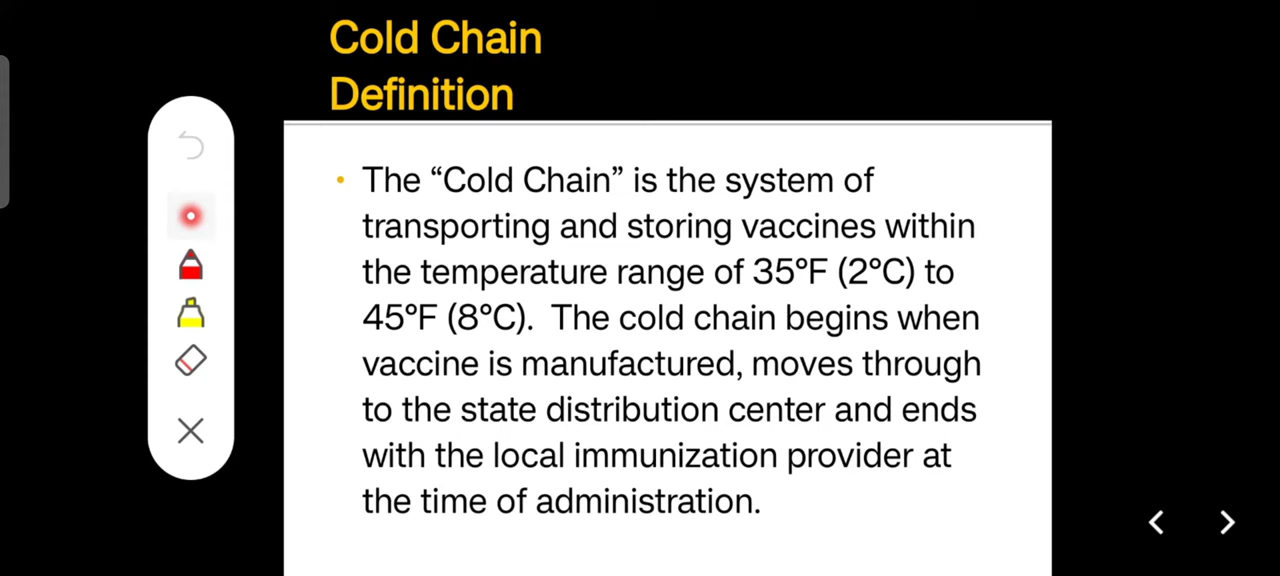 Cold Chain
Definition
• The “Cold Chain” is the system of
transporting and storing vaccines within
the temperature range of 35°F (2°C) to
45°F (8°C).  The cold chain begins when
vaccine is manufactured, moves through
to the state distribution center and ends
with the local immunization provider at
the time of administration.